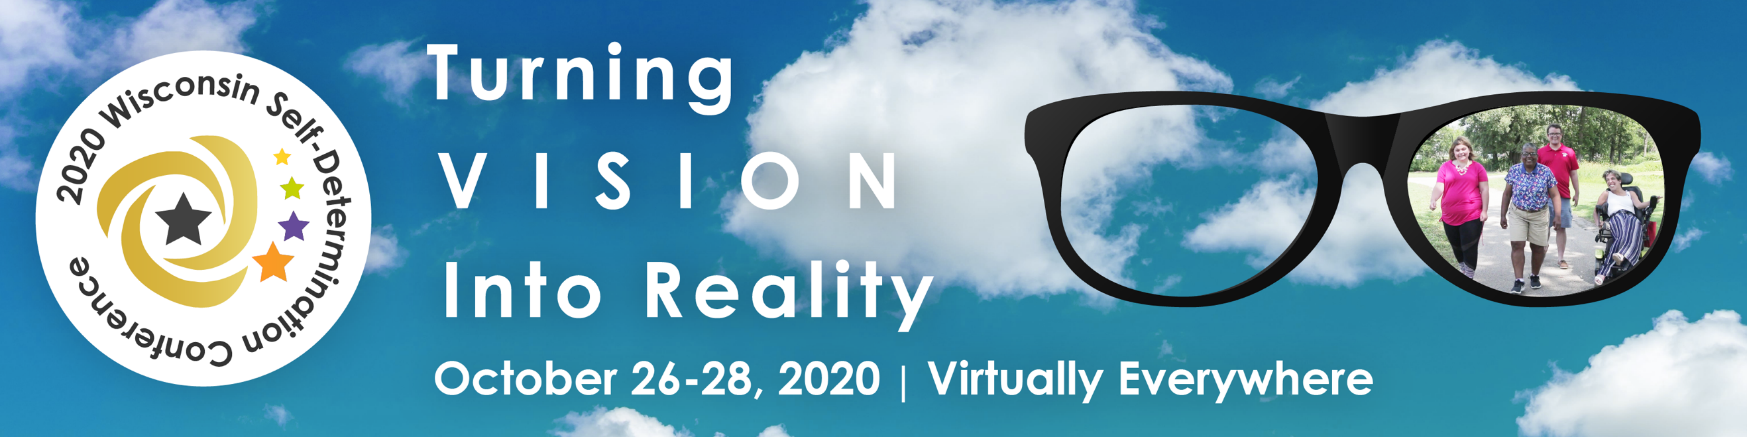 2020 Wisconsin Self-Determination Conference
Turning
VISION
Into Reality
October 26-28, 2020 | Virtually Everywhere